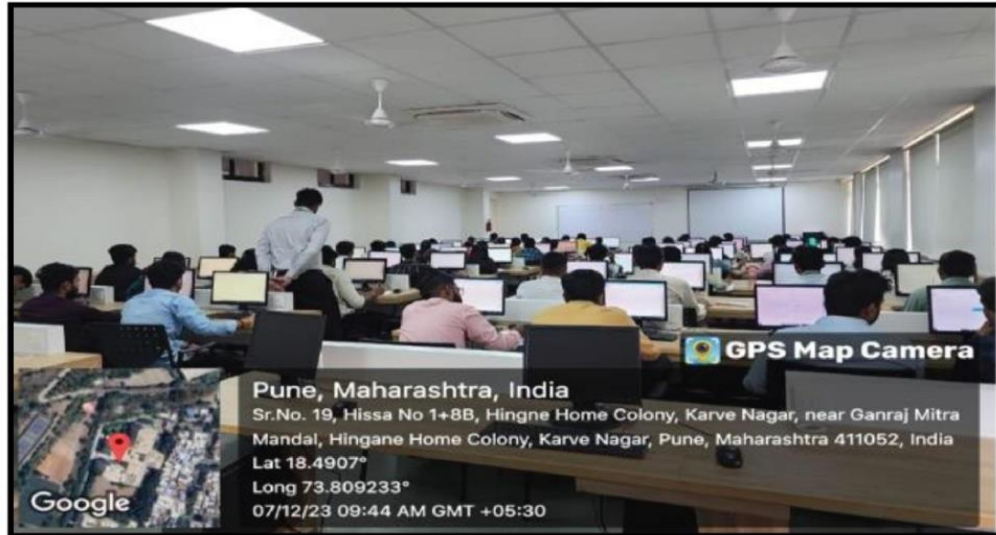 GPS Map Camera
Pune, Maharashtra, India
Sr.No. 19, Hissa No 1+8B, Hingne Home Colony, Karve Nagar, near Ganraj Mitra
Mandal, Hingane Home Colony, Karve Nagar, Pune, Maharashtra 411052, India
Lat 18.4907°
Long 73.809233°
07/12/23 09:44 AM GMT +05:30
Google